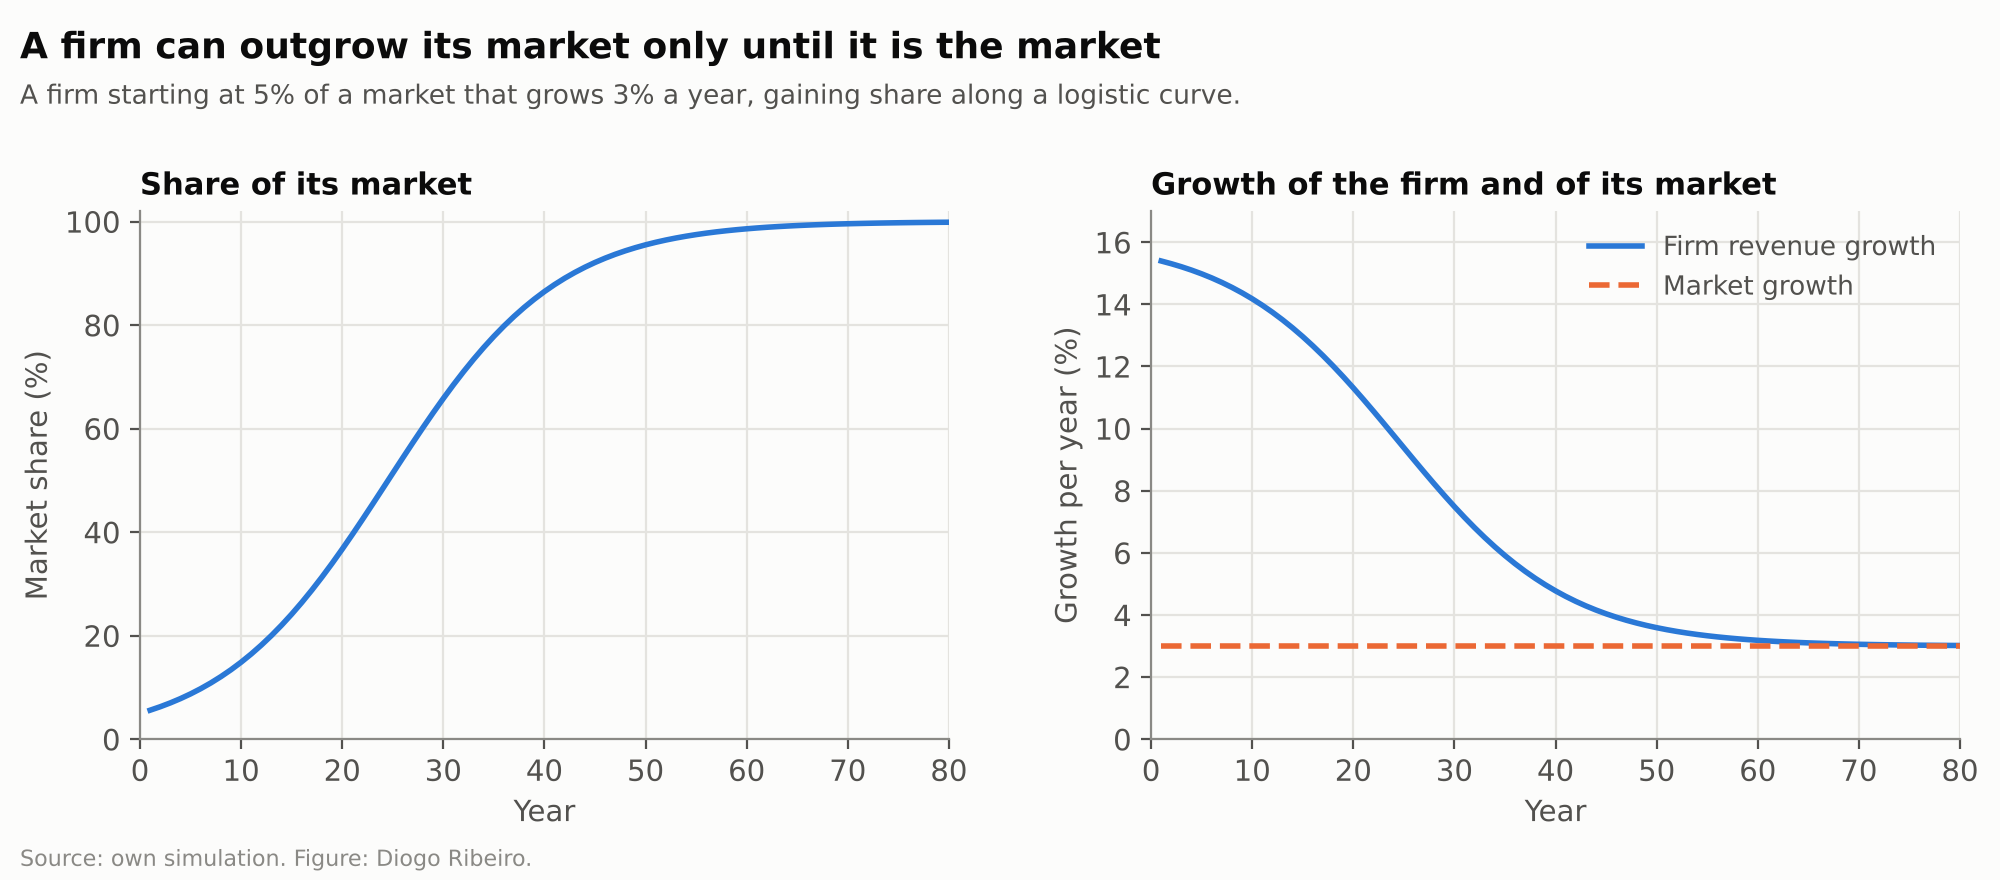 A firm can outgrow its market only until it is the market
A firm starting at 5% of a market that grows 3% a year, gaining share along a logistic curve.
Share of its market
100
80
60
40
20
0
Market share (%)
0 10 20 30 40 50 60 70 80
Year
Growth of the firm and of its market
Firm revenue growth
Market growth
16
14
12
10
8
6
4
2
0
Growth per year (%)
0 10 20 30 40 50 60 70 80
Year
Source: own simulation. Figure: Diogo Ribeiro.